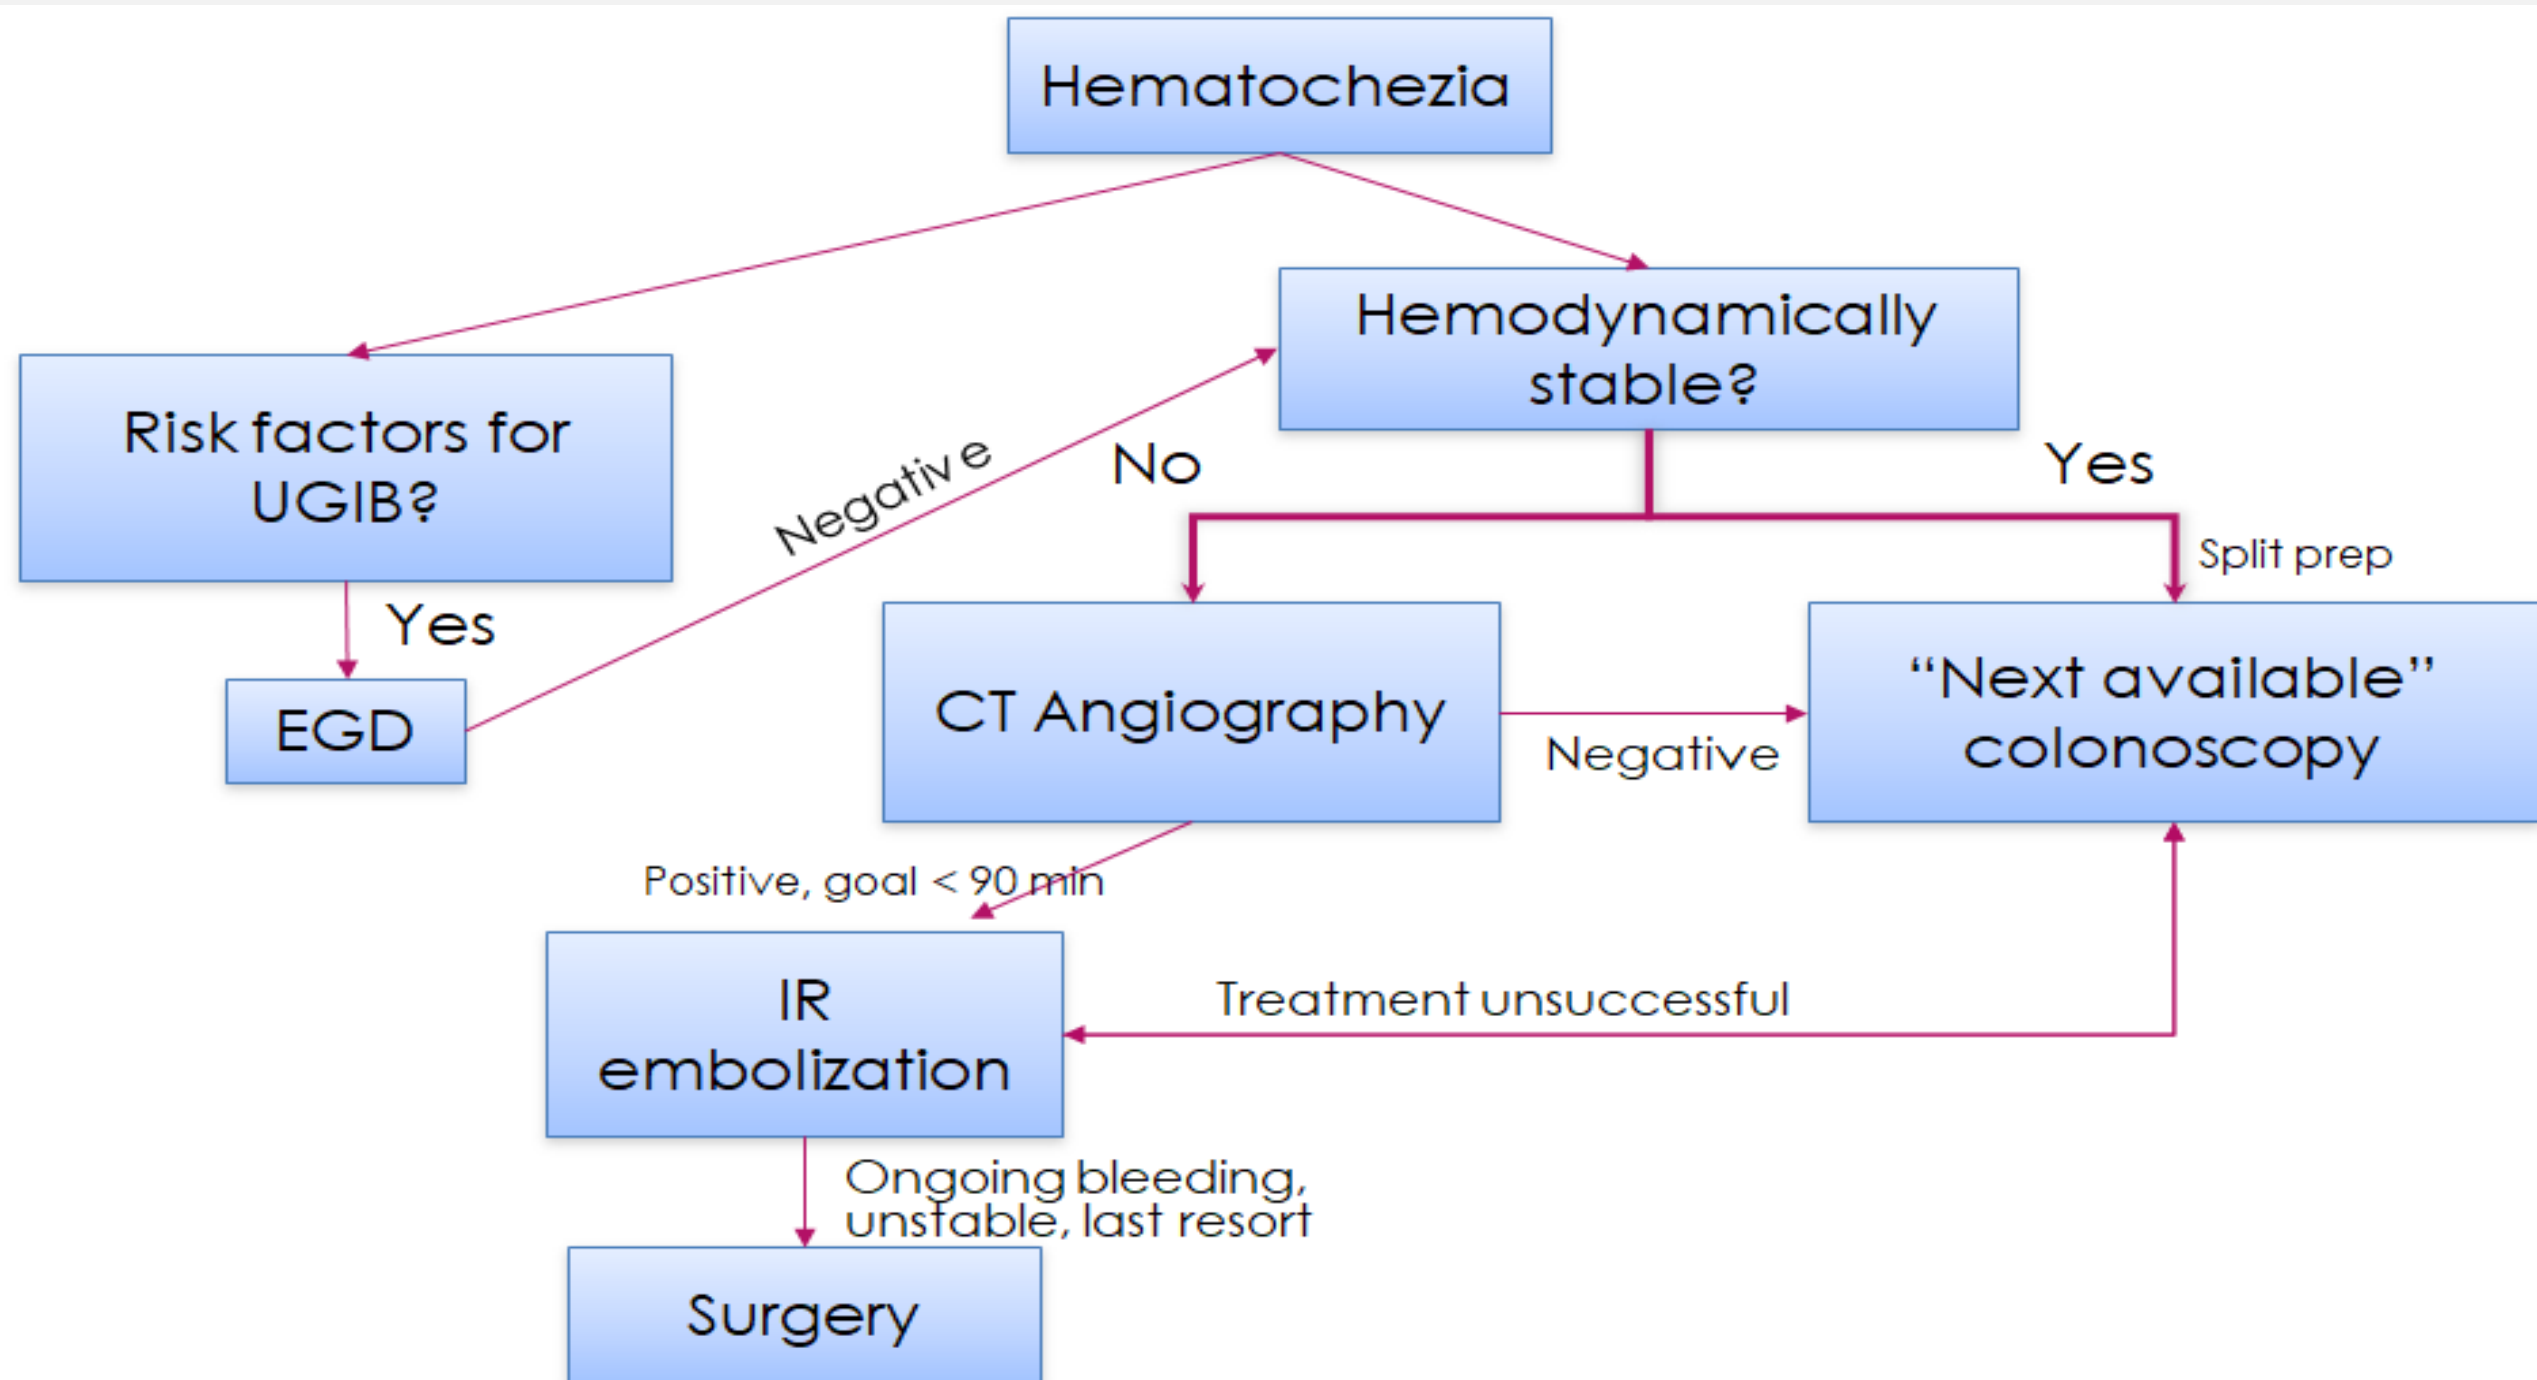 Hematochezia
Hemodynamically
stable?
Risk factors for
UGIB?
Negative
No
Yes
Split prep
Yes
EGD
CT Angiography
Negative
“Next available”
colonoscopy
Positive, goal < 90 min
IR
embolization
Treatment unsuccessful
Ongoing bleeding,
unstable, last resort
Surgery